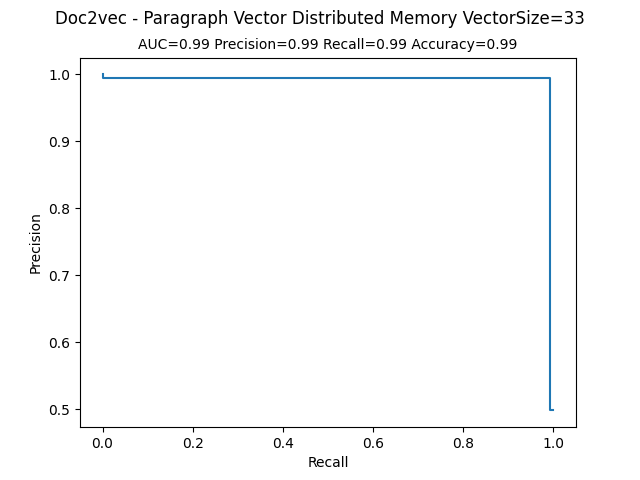 Doc2vec - Paragraph Vector Distributed Memory VectorSize=33
AUC=0.99 Precision=0.99 Recall=0.99 Accuracy=0.99
1.0
0.9
0.8
0.7
0.6
0.5
Precision
0.0 0.2 0.4 0.6 0.8 1.0
Recall